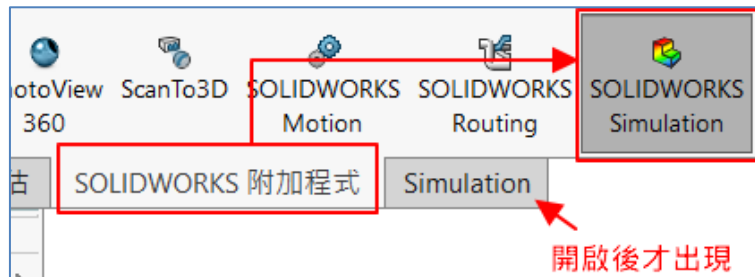 otoView ScanTo3D SOLIDWORKS SOLIDWORKS SOLIDWORKS
360 Motion Routing Simulation
估 SOLIDWORKS 附加程式 Simulation
開啟後才出現